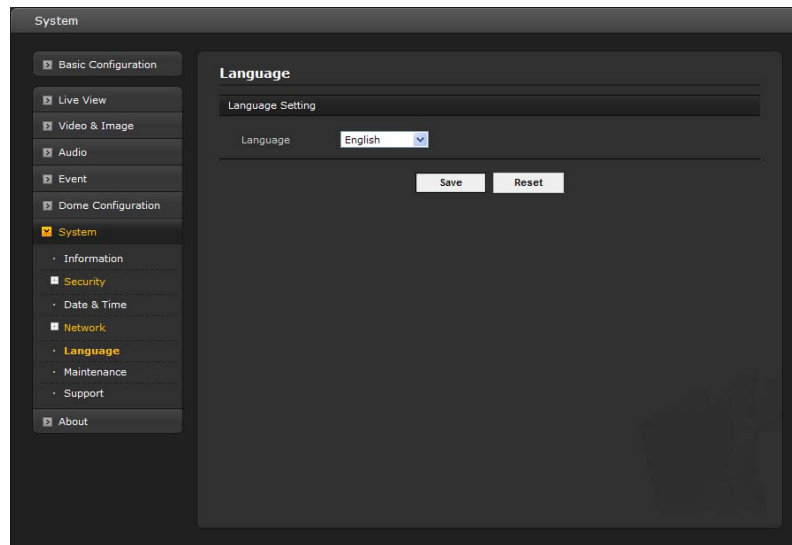 System
Basic Configuration
Live View
Video & Image
Audio
Event
Dome Configuration
System
Information
Security
Date & Time
Network
Language
Maintenance
Support
About
Language
Language Setting
Language English
Save Reset